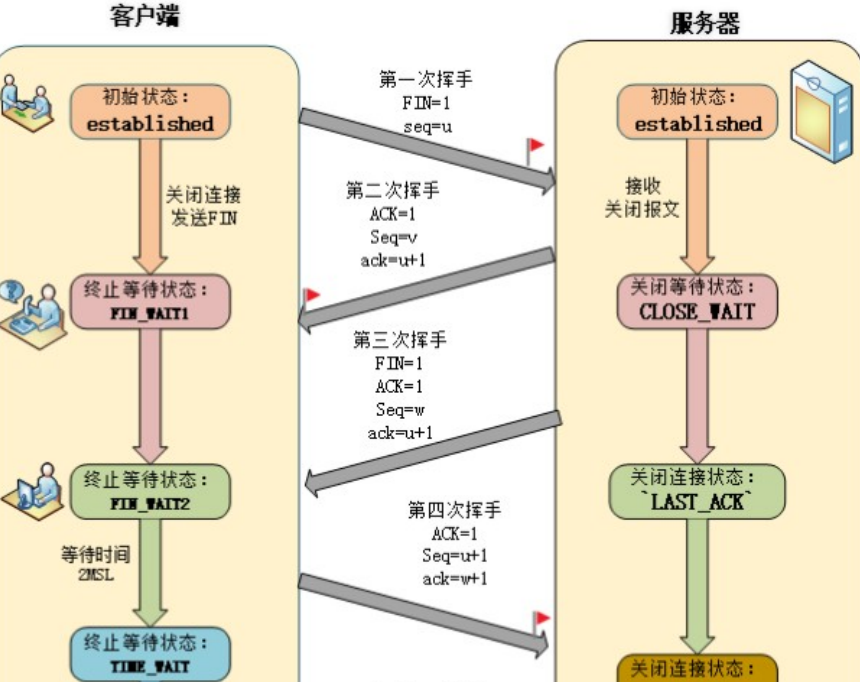 客户端
服务器
初始状态：
established
第一次挥手
FIN=1
seq=u
初始状态：
established
关闭连接
发送FIN
第二次挥手
ACK=1
Seq=v
ack=u+1
接收
关闭报文
终止等待状态：
FIN_WAIT1
关闭等待状态：
CLOSE_WAIT
第三次挥手
FIN=1
ACK=1
Seq=w
ack=u+1
终止等待状态：
FIN_WAIT2
关闭连接状态：
`LAST_ACK`
第四次挥手
ACK=1
Seq=u+1
ack=w+1
等待时间
2MSL
终止等待状态：
TIME_WAIT
关闭连接状态：